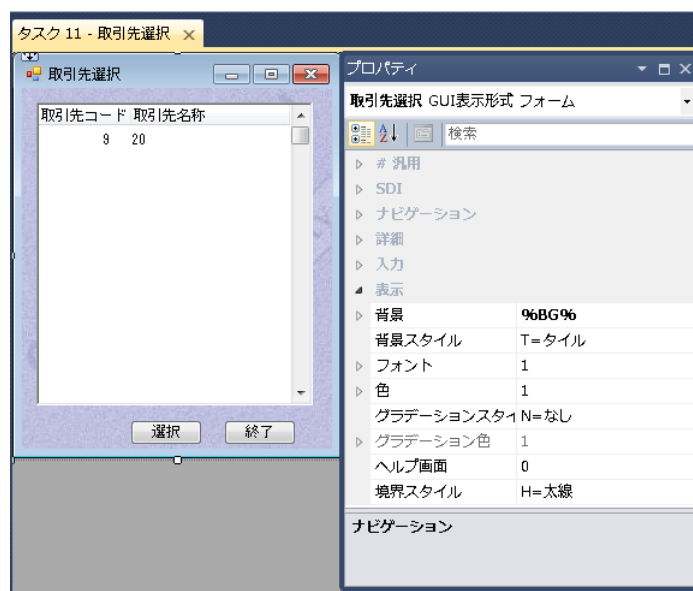 タスク 11 - 取引先選択
取引先選択
取引先コード 取引先名称
9 20
選択 終了
プロパティ
取引先選択 GUI表示形式 フォーム
検索
# 汎用
SDI
ナビゲーション
詳細
入力
表示
背景 %BG%
背景スタイル T=タイル
フォント 1
色 1
グラデーションスタイ N=なし
グラデーション色 1
ヘルプ画面 0
境界スタイル H=太線
ナビゲーション